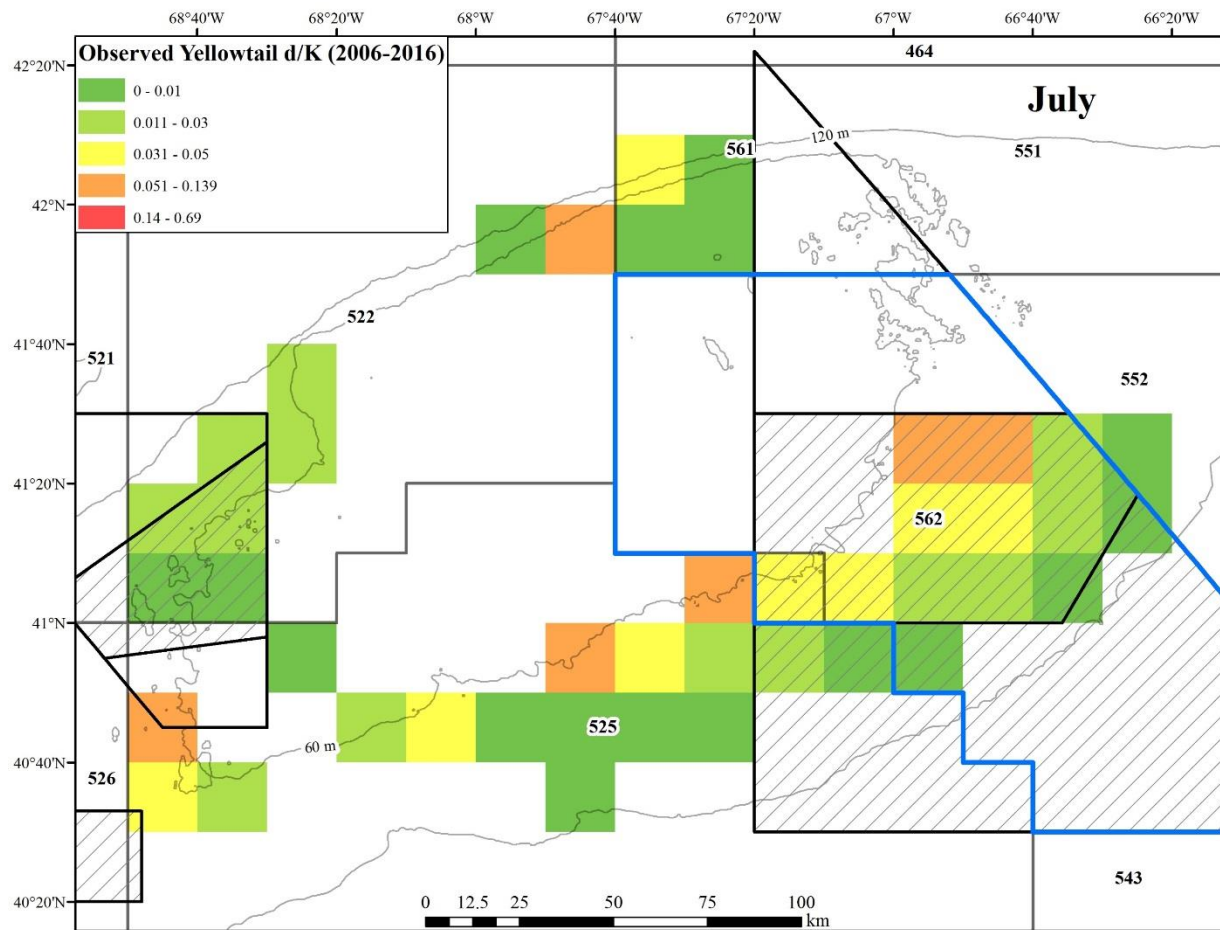 68°40'W 68°20'W 68°W 67°40'W 67°20'W 67°W 66°40'W 66°20'W
Observed Yellowtail d/K (2006-2016)
0 - 0.01
0.011 - 0.03
0.031 - 0.05
0.051 - 0.139
0.14 - 0.69
42°20'N
464
July
120 m
561
551
42°N
522
41°40'N
521
552
41°20'N
562
41°N
525
60 m
40°40'N
526
543
40°20'N
0 12.5 25 50 75 100
km